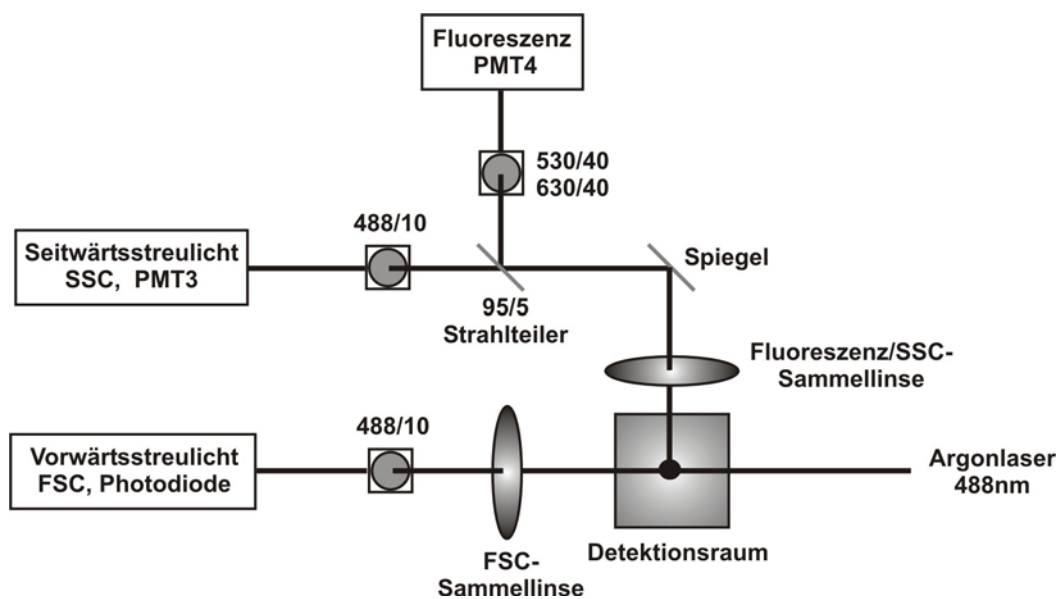 Fluoreszenz
PMT4
530/40
630/40
488/10
Seitwärtsstreulicht
SSC, PMT3
Spiegel
95/5
Strahlteiler
Fluoreszenz/SSC-
Sammellinse
488/10
Vorwärtsstreulicht
FSC, Photodiode
Argonlaser
488nm
Detektionsraum
FSC-
Sammellinse